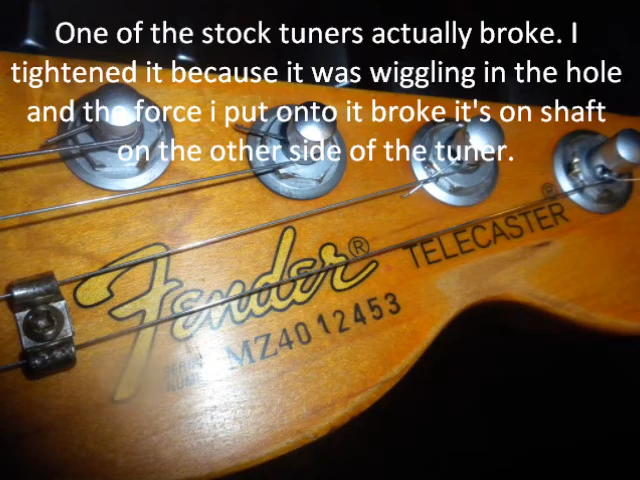 One of the stock tuners actually broke. I
tightened it because it was wiggling in the hole
and the force i put onto it broke it's on shaft
on the other side of the tuner.
Fender®
TELECASTER®
MZ4012453